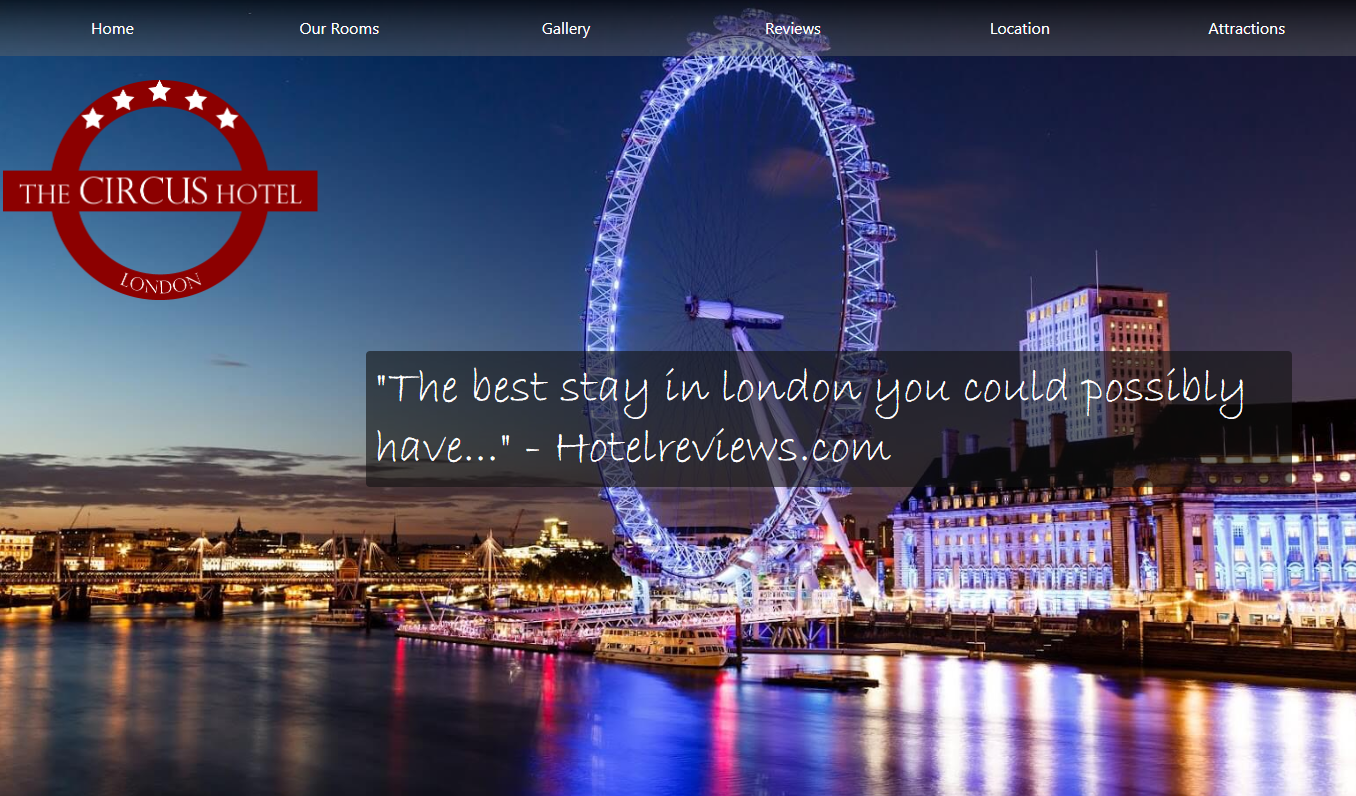 Home Our Rooms Gallery Reviews Location Attractions
THE CIRCUS HOTEL
LONDON
"The best stay in london you could possibly
have..." - Hotelreviews.com